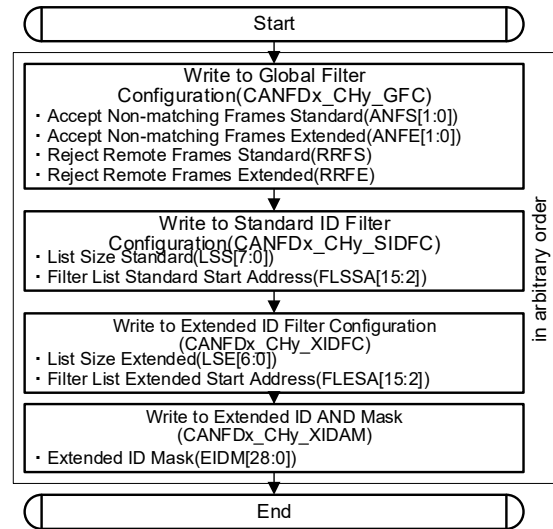 Start
Write to Global Filter
Configuration(CANFDx_CHy_GFC)
・Accept Non-matching Frames Standard(ANFS[1:0])
・Accept Non-matching Frames Extended(ANFE[1:0])
・Reject Remote Frames Standard(RRFS)
・Reject Remote Frames Extended(RRFE)
Write to Standard ID Filter
Configuration(CANFDx_CHy_SIDFC)
・List Size Standard(LSS[7:0])
・Filter List Standard Start Address(FLSSA[15:2])
Write to Extended ID Filter Configuration
(CANFDx_CHy_XIDFC)
・List Size Extended(LSE[6:0])
・Filter List Extended Start Address(FLESA[15:2])
Write to Extended ID AND Mask
(CANFDx_CHy_XIDAM)
・Extended ID Mask(EIDM[28:0])
in arbitrary order
End